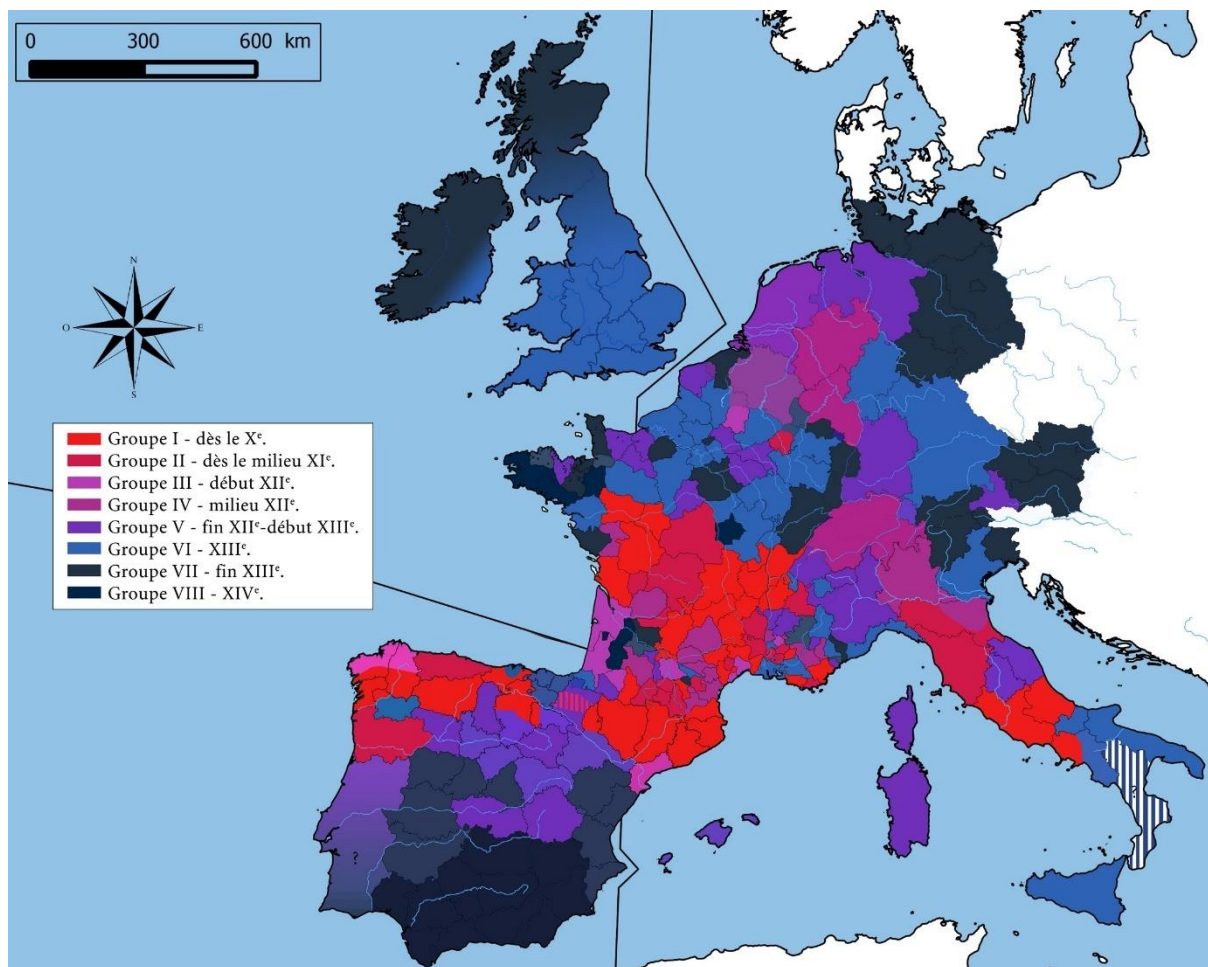 0 300 600 km
N
O E
S
Groupe I - dès le Xᵉ.
Groupe II - dès le milieu XIᵉ.
Groupe III - début XIIᵉ.
Groupe IV - milieu XIIᵉ.
Groupe V - fin XIIᵉ-début XIIIᵉ.
Groupe VI - XIIIᵉ.
Groupe VII - fin XIIIᵉ.
Groupe VIII - XIVᵉ.
?